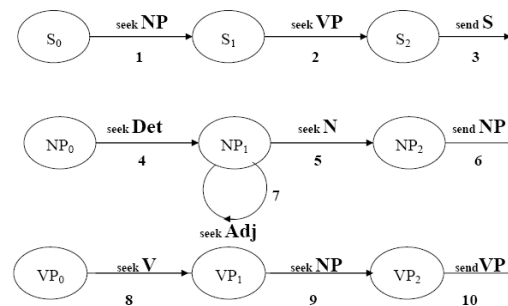 seek NP seek VP send S
S0 S1 S2
1 2 3
seek Det seek N send NP
NP0 NP1 NP2
4 5 6
7
seek Adj
seek V seek NP send VP
VP0 VP1 VP2
8 9 10